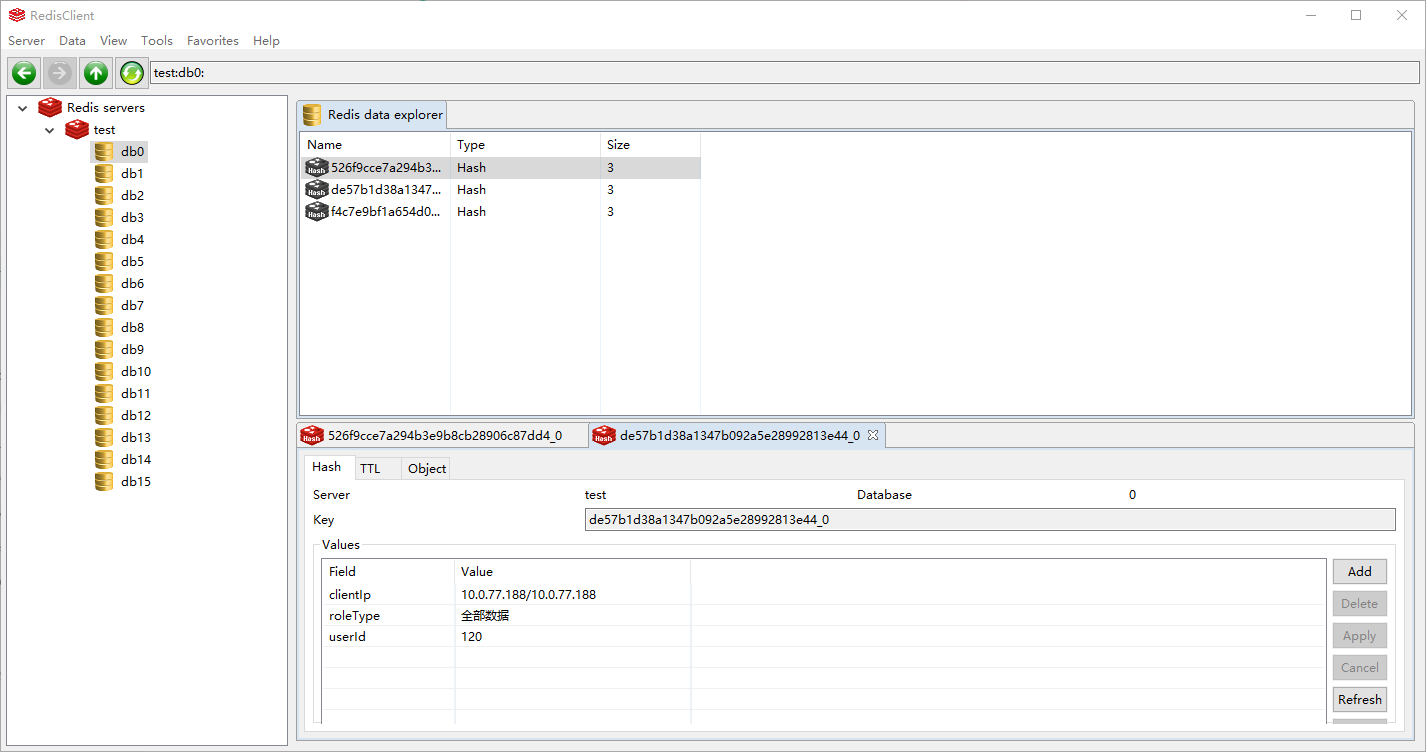 RedisClient
Server Data View Tools Favorites Help
test:db0:
Redis servers
test
db0
db1
db2
db3
db4
db5
db6
db7
db8
db9
db10
db11
db12
db13
db14
db15
Redis data explorer
Name Type Size
526f9cce7a294b3... Hash 3
de57b1d38a1347... Hash 3
f4c7e9bf1a654d0... Hash 3
526f9cce7a294b3e9b8cb28906c87dd4_0 de57b1d38a1347b092a5e28992813e44_0
Hash TTL Object
Server test Database 0
Key de57b1d38a1347b092a5e28992813e44_0
Values
Field Value
clientIp 10.0.77.188/10.0.77.188
roleType 全部数据
userId 120
Add
Delete
Apply
Cancel
Refresh